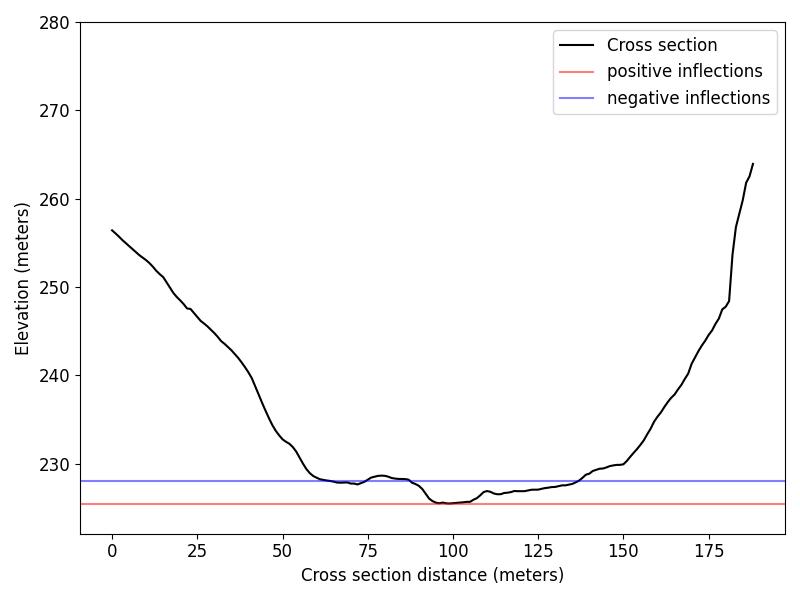 280
270
260
250
240
230
Elevation (meters)
Cross section
positive inflections
negative inflections
0 25 50 75 100 125 150 175
Cross section distance (meters)